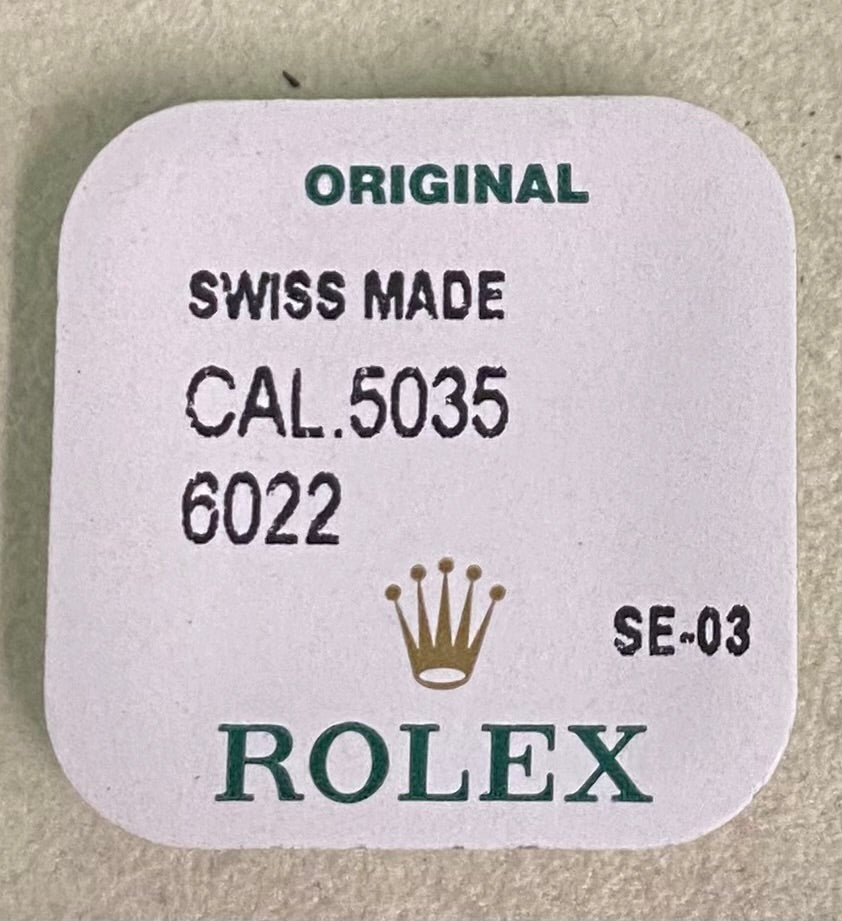 ORIGINAL
SWISS MADE
CAL.5035
6022
SE-03
ROLEX